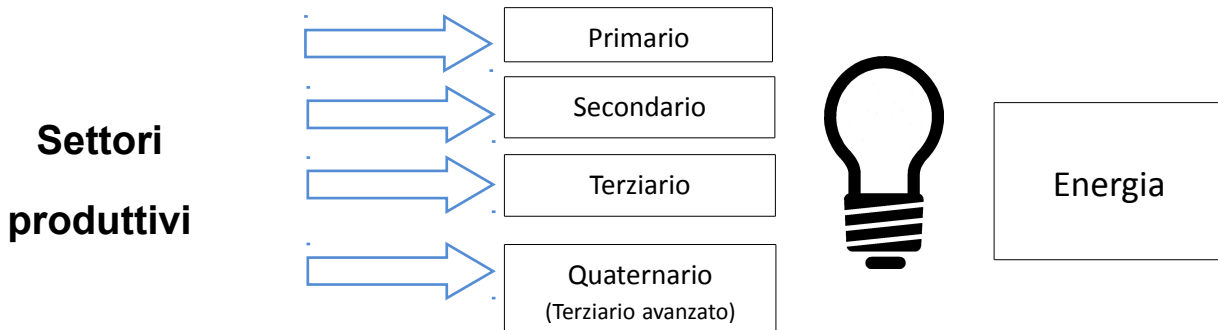 Settori
produttivi
Primario
Secondario
Terziario
Quaternario
(Terziario avanzato)
Energia